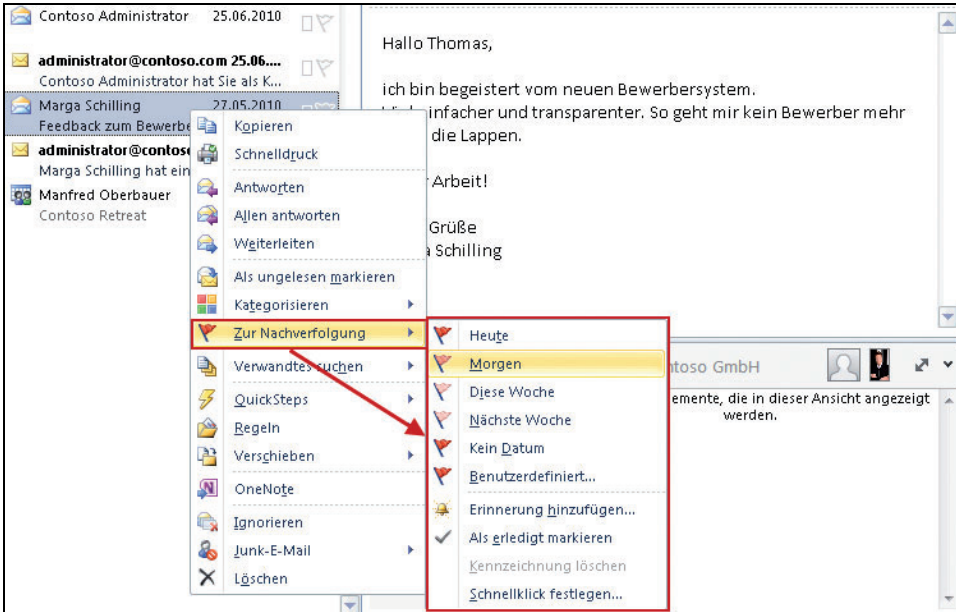 Contoso Administrator 25.06.2010
administrator@contoso.com 25.06....
Contoso Administrator hat Sie als K...
Marga Schilling 27.05.2010
Feedback zum Bewerbe
administrator@contoso
Marga Schilling hat ein
Manfred Oberbauer
Contoso Retreat
Kopieren
Schnelldruck
Antworten
Allen antworten
Weiterleiten
Als ungelesen markieren
Kategorisieren
Zur Nachverfolgung
Verwandtes suchen
QuickSteps
Regeln
Verschieben
OneNote
Ignorieren
Junk-E-Mail
Löschen
Heute
Morgen
Diese Woche
Nächste Woche
Kein Datum
Benutzerdefiniert...
Erinnerung hinzufügen...
Als erledigt markieren
Kennzeichnung löschen
Schnellklick festlegen...
Hallo Thomas,
ich bin begeistert vom neuen Bewerbersystem.
infacher und transparenter. So geht mir kein Bewerber mehr
die Lappen.
Arbeit!
Grüße
Schilling
ntoso GmbH
emente, die in dieser Ansicht angezeigt
werden.